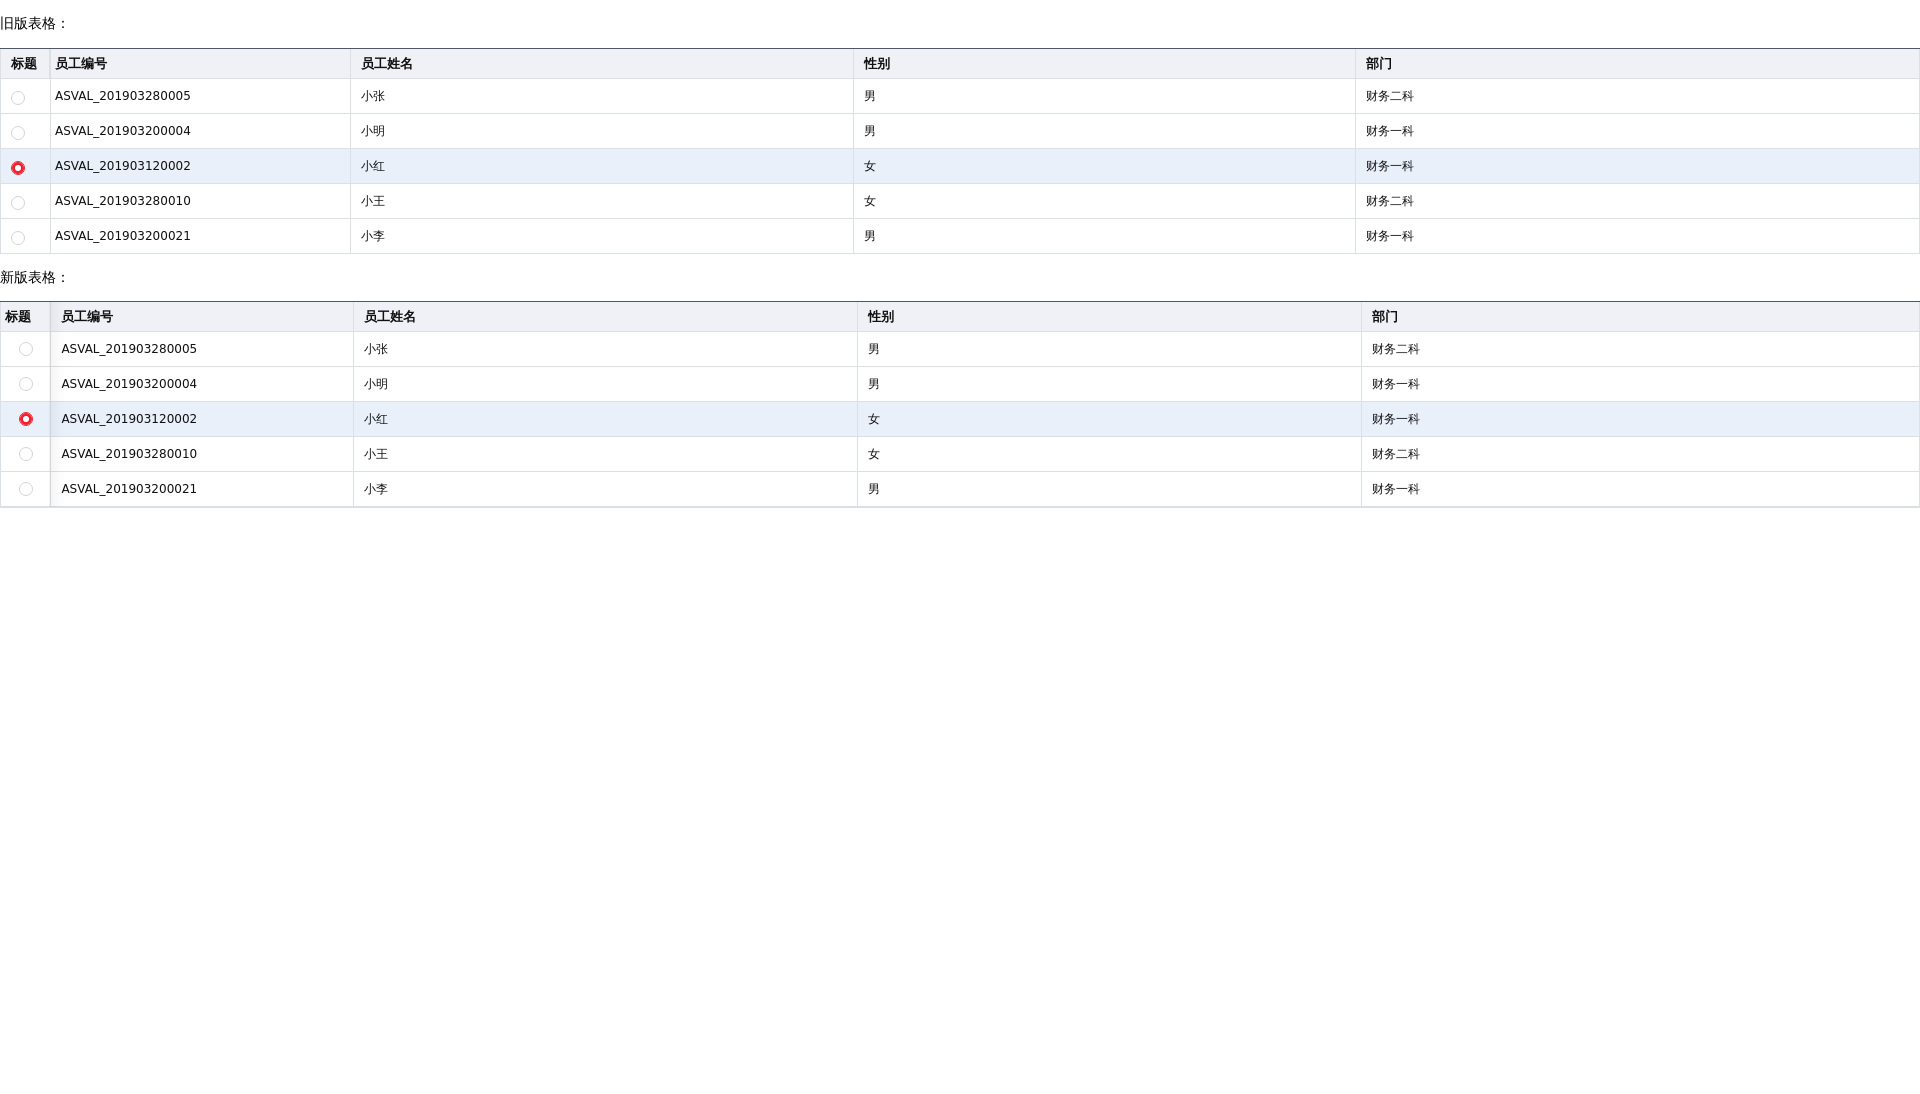 旧版表格：
标题 员工编号 员工姓名 性别 部门
ASVAL_201903280005 小张 男 财务二科
ASVAL_201903200004 小明 男 财务一科
ASVAL_201903120002 小红 女 财务一科
ASVAL_201903280010 小王 女 财务二科
ASVAL_201903200021 小李 男 财务一科
新版表格：
标题 员工编号 员工姓名 性别 部门
ASVAL_201903280005 小张 男 财务二科
ASVAL_201903200004 小明 男 财务一科
ASVAL_201903120002 小红 女 财务一科
ASVAL_201903280010 小王 女 财务二科
ASVAL_201903200021 小李 男 财务一科